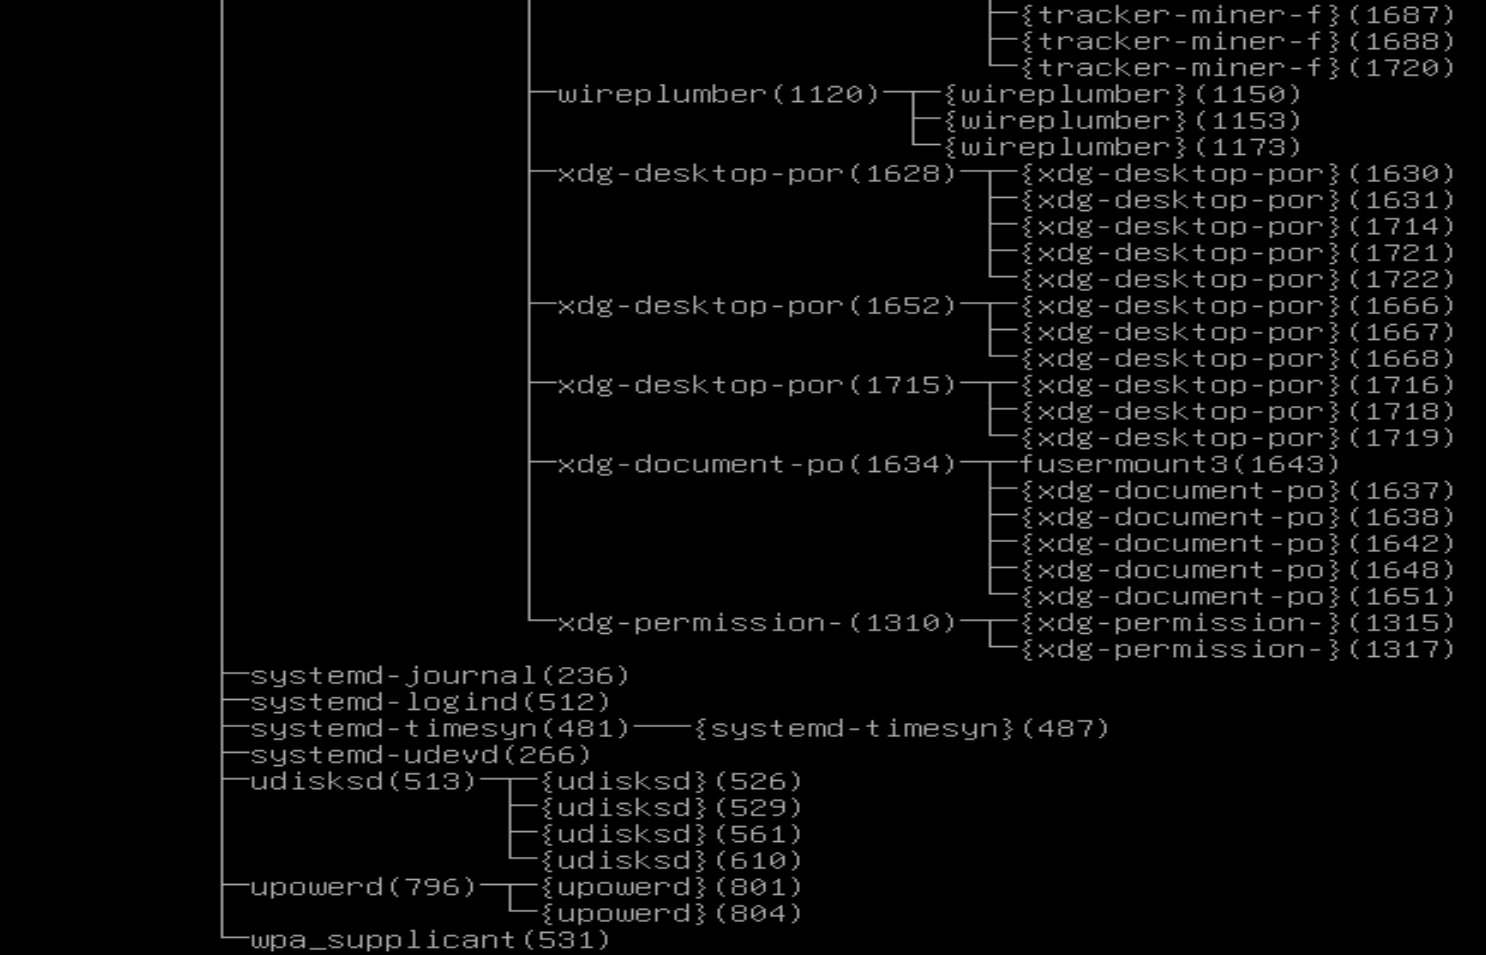 {tracker-miner-f}(1687)
{tracker-miner-f}(1688)
{tracker-miner-f}(1720)
wireplumber(1120) {wireplumber}(1150)
{wireplumber}(1153)
{wireplumber}(1173)
xdg-desktop-por(1628) {xdg-desktop-por}(1630)
{xdg-desktop-por}(1631)
{xdg-desktop-por}(1714)
{xdg-desktop-por}(1721)
{xdg-desktop-por}(1722)
xdg-desktop-por(1652) {xdg-desktop-por}(1666)
{xdg-desktop-por}(1667)
{xdg-desktop-por}(1668)
xdg-desktop-por(1715) {xdg-desktop-por}(1716)
{xdg-desktop-por}(1718)
{xdg-desktop-por}(1719)
xdg-document-po(1634) fusermount3(1643)
{xdg-document-po}(1637)
{xdg-document-po}(1638)
{xdg-document-po}(1642)
{xdg-document-po}(1648)
{xdg-document-po}(1651)
xdg-permission-(1310) {xdg-permission-}(1315)
{xdg-permission-}(1317)
systemd-journal(236)
systemd-logind(512)
systemd-timesyn(481) {systemd-timesyn}(487)
systemd-udevd(266)
udisksd(513) {udisksd}(526)
{udisksd}(529)
{udisksd}(561)
{udisksd}(610)
upowerd(796) {upowerd}(801)
{upowerd}(804)
wpa_supplicant(531)